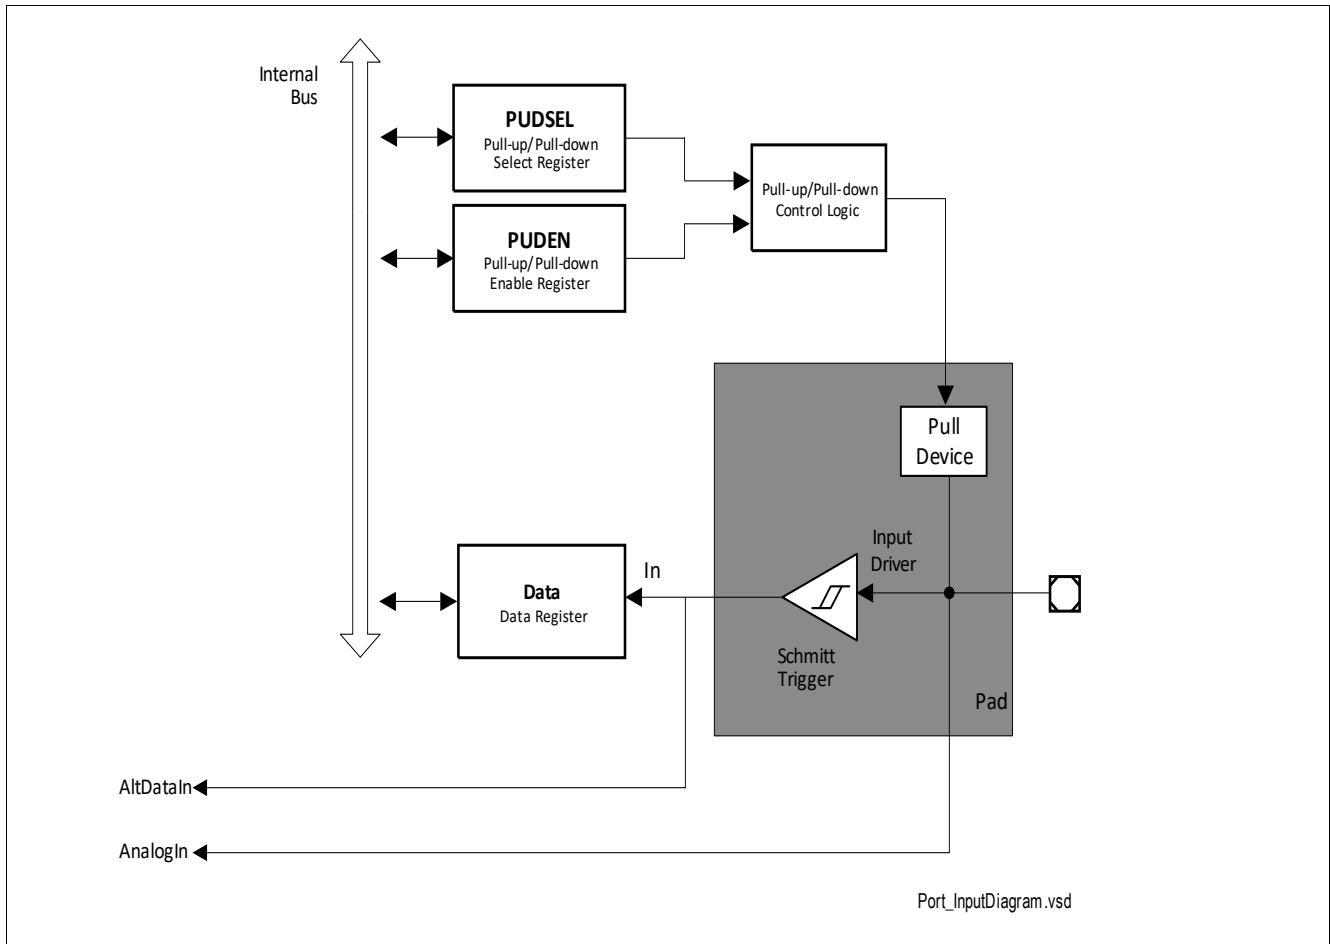 Internal
Bus
PUDSEL
Pull-up/Pull-down
Select Register
PUDEN
Pull-up/Pull-down
Enable Register
Pull-up/Pull-down
Control Logic
Pull
Device
Input
Driver
In
Data
Data Register
Schmitt
Trigger
Pad
AltDataIn
AnalogIn
Port_InputDiagram.vsd